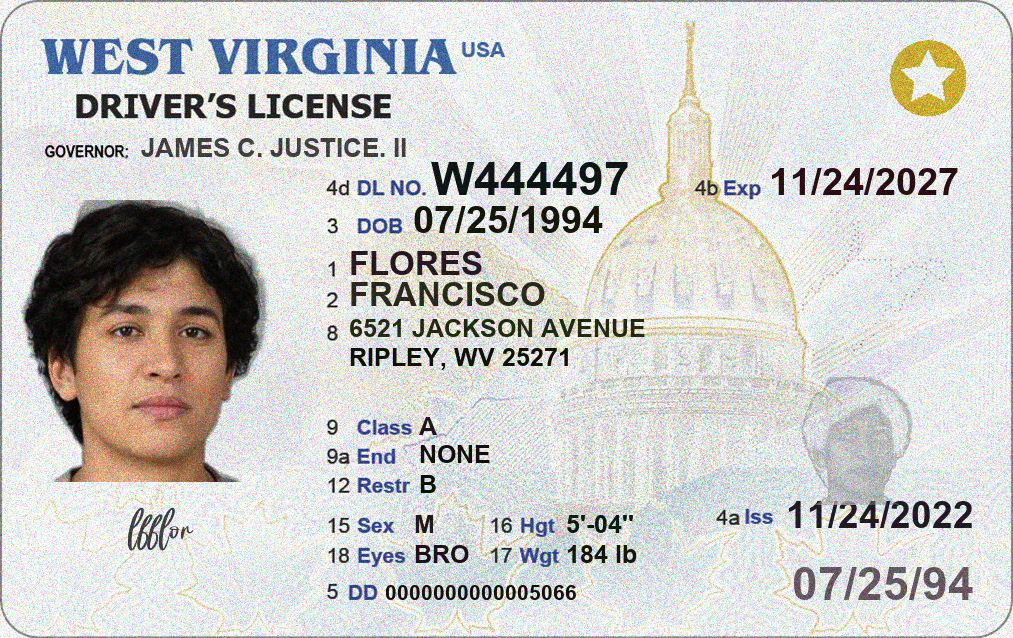 WEST VIRGINIA USA
DRIVER'S LICENSE
GOVERNOR: JAMES C. JUSTICE. II
4d DL NO. W444497 4b Exp 11/24/2027
3 DOB 07/25/1994
1 FLORES
2 FRANCISCO
8 6521 JACKSON AVENUE
RIPLEY, WV 25271
9 Class A
9a End NONE
12 Restr B
15 Sex M 16 Hgt 5'-04" 4a Iss 11/24/2022
18 Eyes BRO 17 Wgt 184 lb
5 DD 0000000000005066 07/25/94